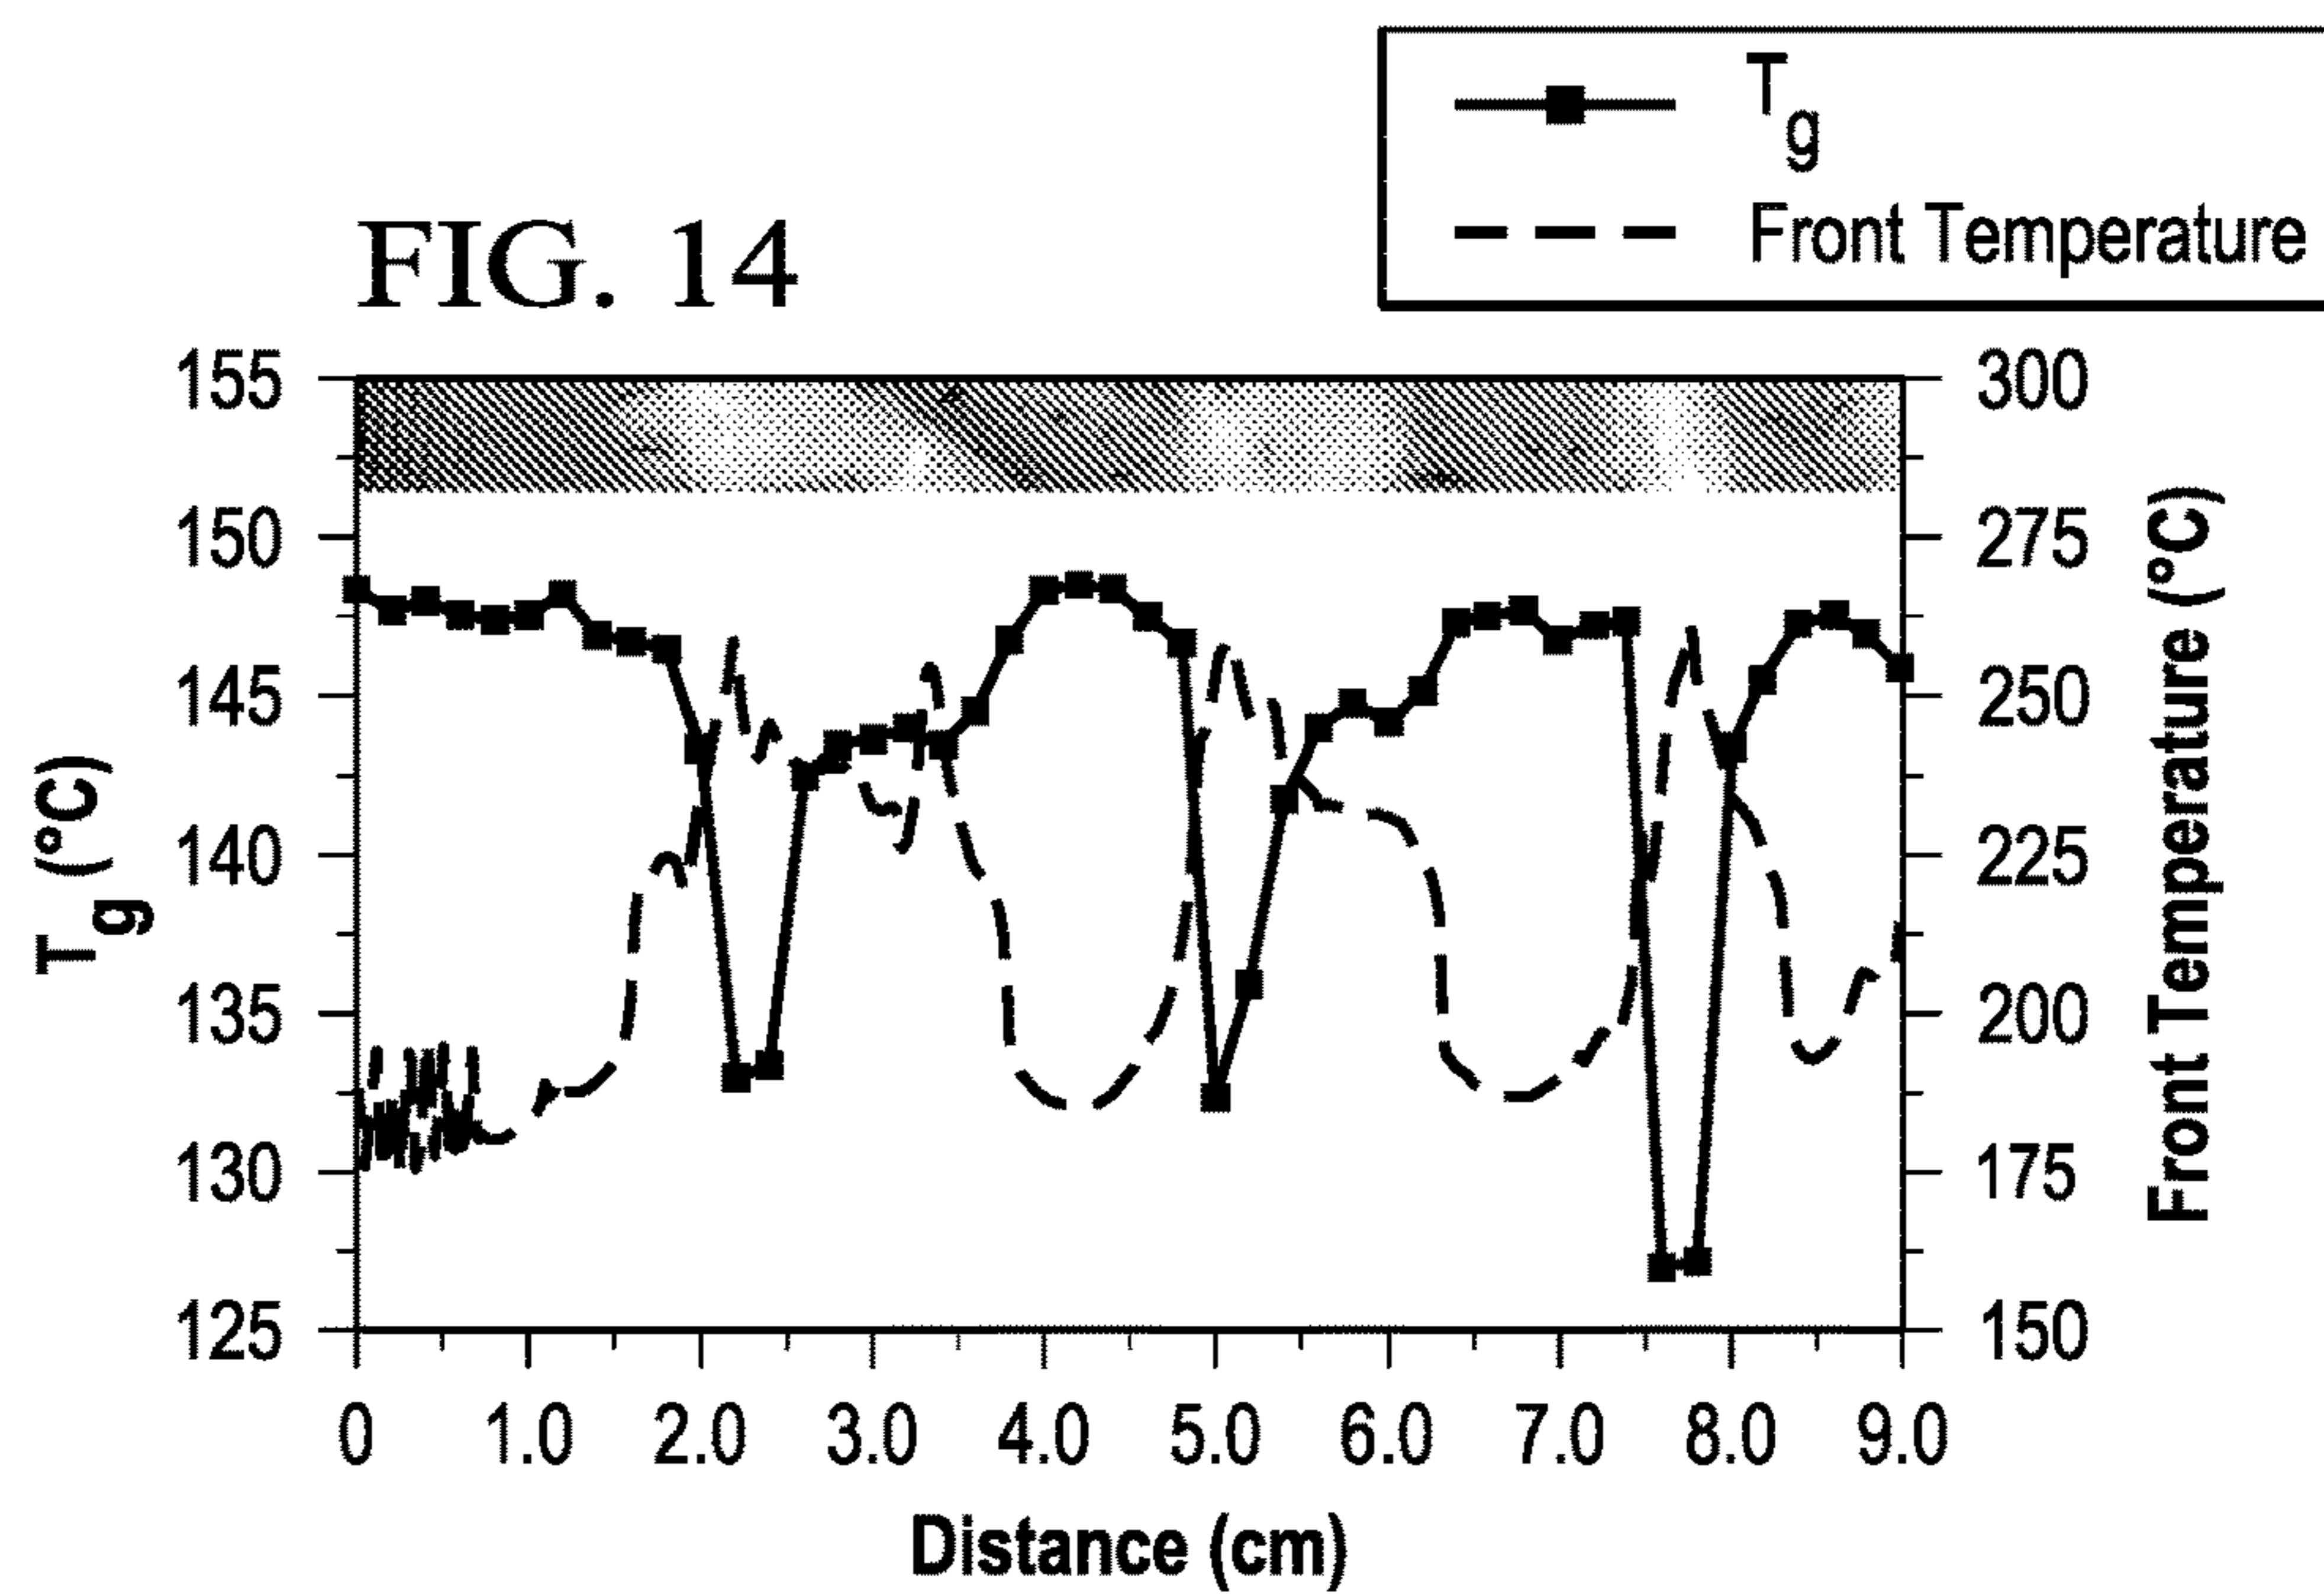 T_g
Front Temperature
FIG. 14
155
150
145
140
135
130
125
T_g (°C)
300
275
250
225
200
175
150
Front Temperature (°C)
0 1.0 2.0 3.0 4.0 5.0 6.0 7.0 8.0 9.0
Distance (cm)